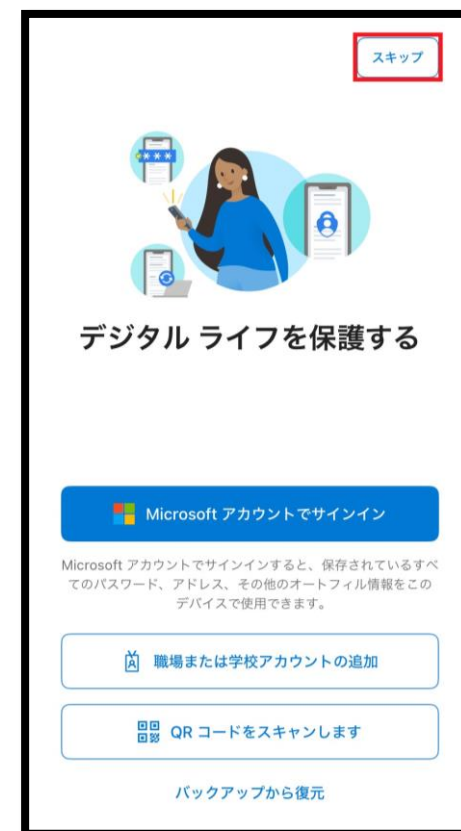 スキップ
***
デジタル ライフを保護する
Microsoft アカウントでサインイン
Microsoft アカウントでサインインすると、保存されているすべ
てのパスワード、アドレス、その他のオートフィル情報をこの
デバイスで使用できます。
職場または学校アカウントの追加
QR コードをスキャンします
バックアップから復元